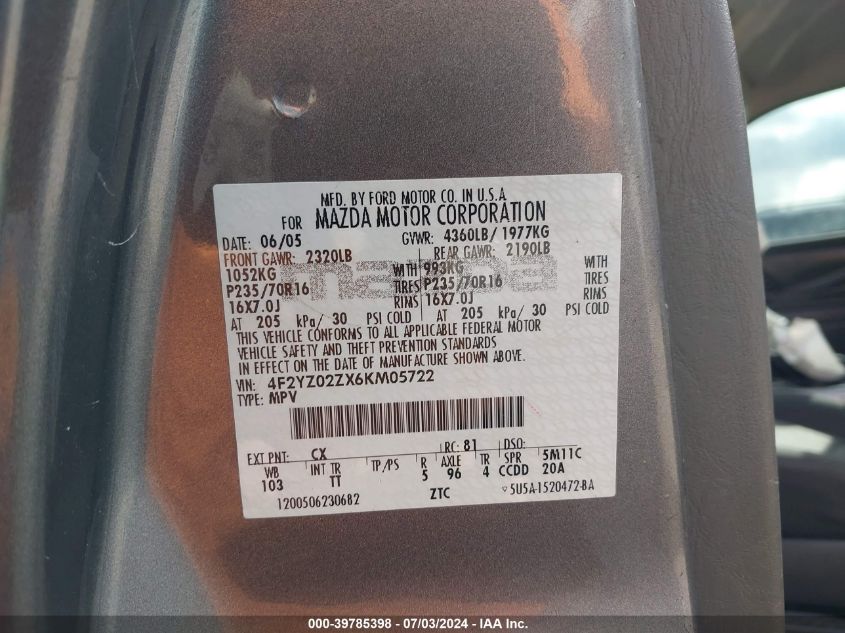 MFD. BY FORD MOTOR CO. IN U.S.A
FOR MAZDA MOTOR CORPORATION
DATE: 06/05 GVWR: 4360LB/ 1977KG
FRONT GAWR: 2320LB REAR GAWR: 2190LB
1052KG WITH 993KG WITH
P235/70R16 TIRES P235/70R16 TIRES
16X7.0J RIMS 16X7.0J RIMS
AT 205 kPa/ 30 PSI COLD AT 205 kPa/ 30 PSI COLD
THIS VEHICLE CONFORMS TO ALL APPLICABLE FEDERAL MOTOR
VEHICLE SAFETY AND THEFT PREVENTION STANDARDS
IN EFFECT ON THE DATE OF MANUFACTURE SHOWN ABOVE.
VIN: 4F2YZ02ZX6KM05722
TYPE: MPV
EXT PNT: CX RC: 81 DSO:
WB INT TR TP/PS R AXLE TR SPR 5M11C
103 TT 5 96 4 CCDD 20A
1200506230682 ZTC 5U5A-1520472-BA
mazda
000-39785398 - 07/03/2024 - IAA Inc.